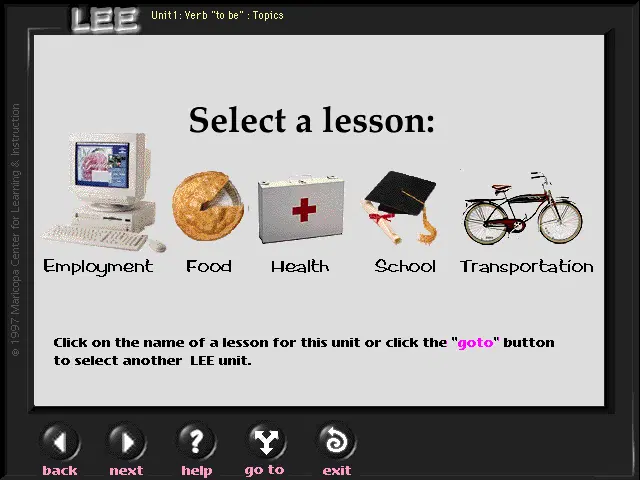 LEE
Unit1: Verb "to be" : Topics
Select a lesson:
Employment Food Health School Transportation
Click on the name of a lesson for this unit or click the "goto" button
to select another LEE unit.
© 1997 Maricopa Center for Learning & Instruction
back next help go to exit